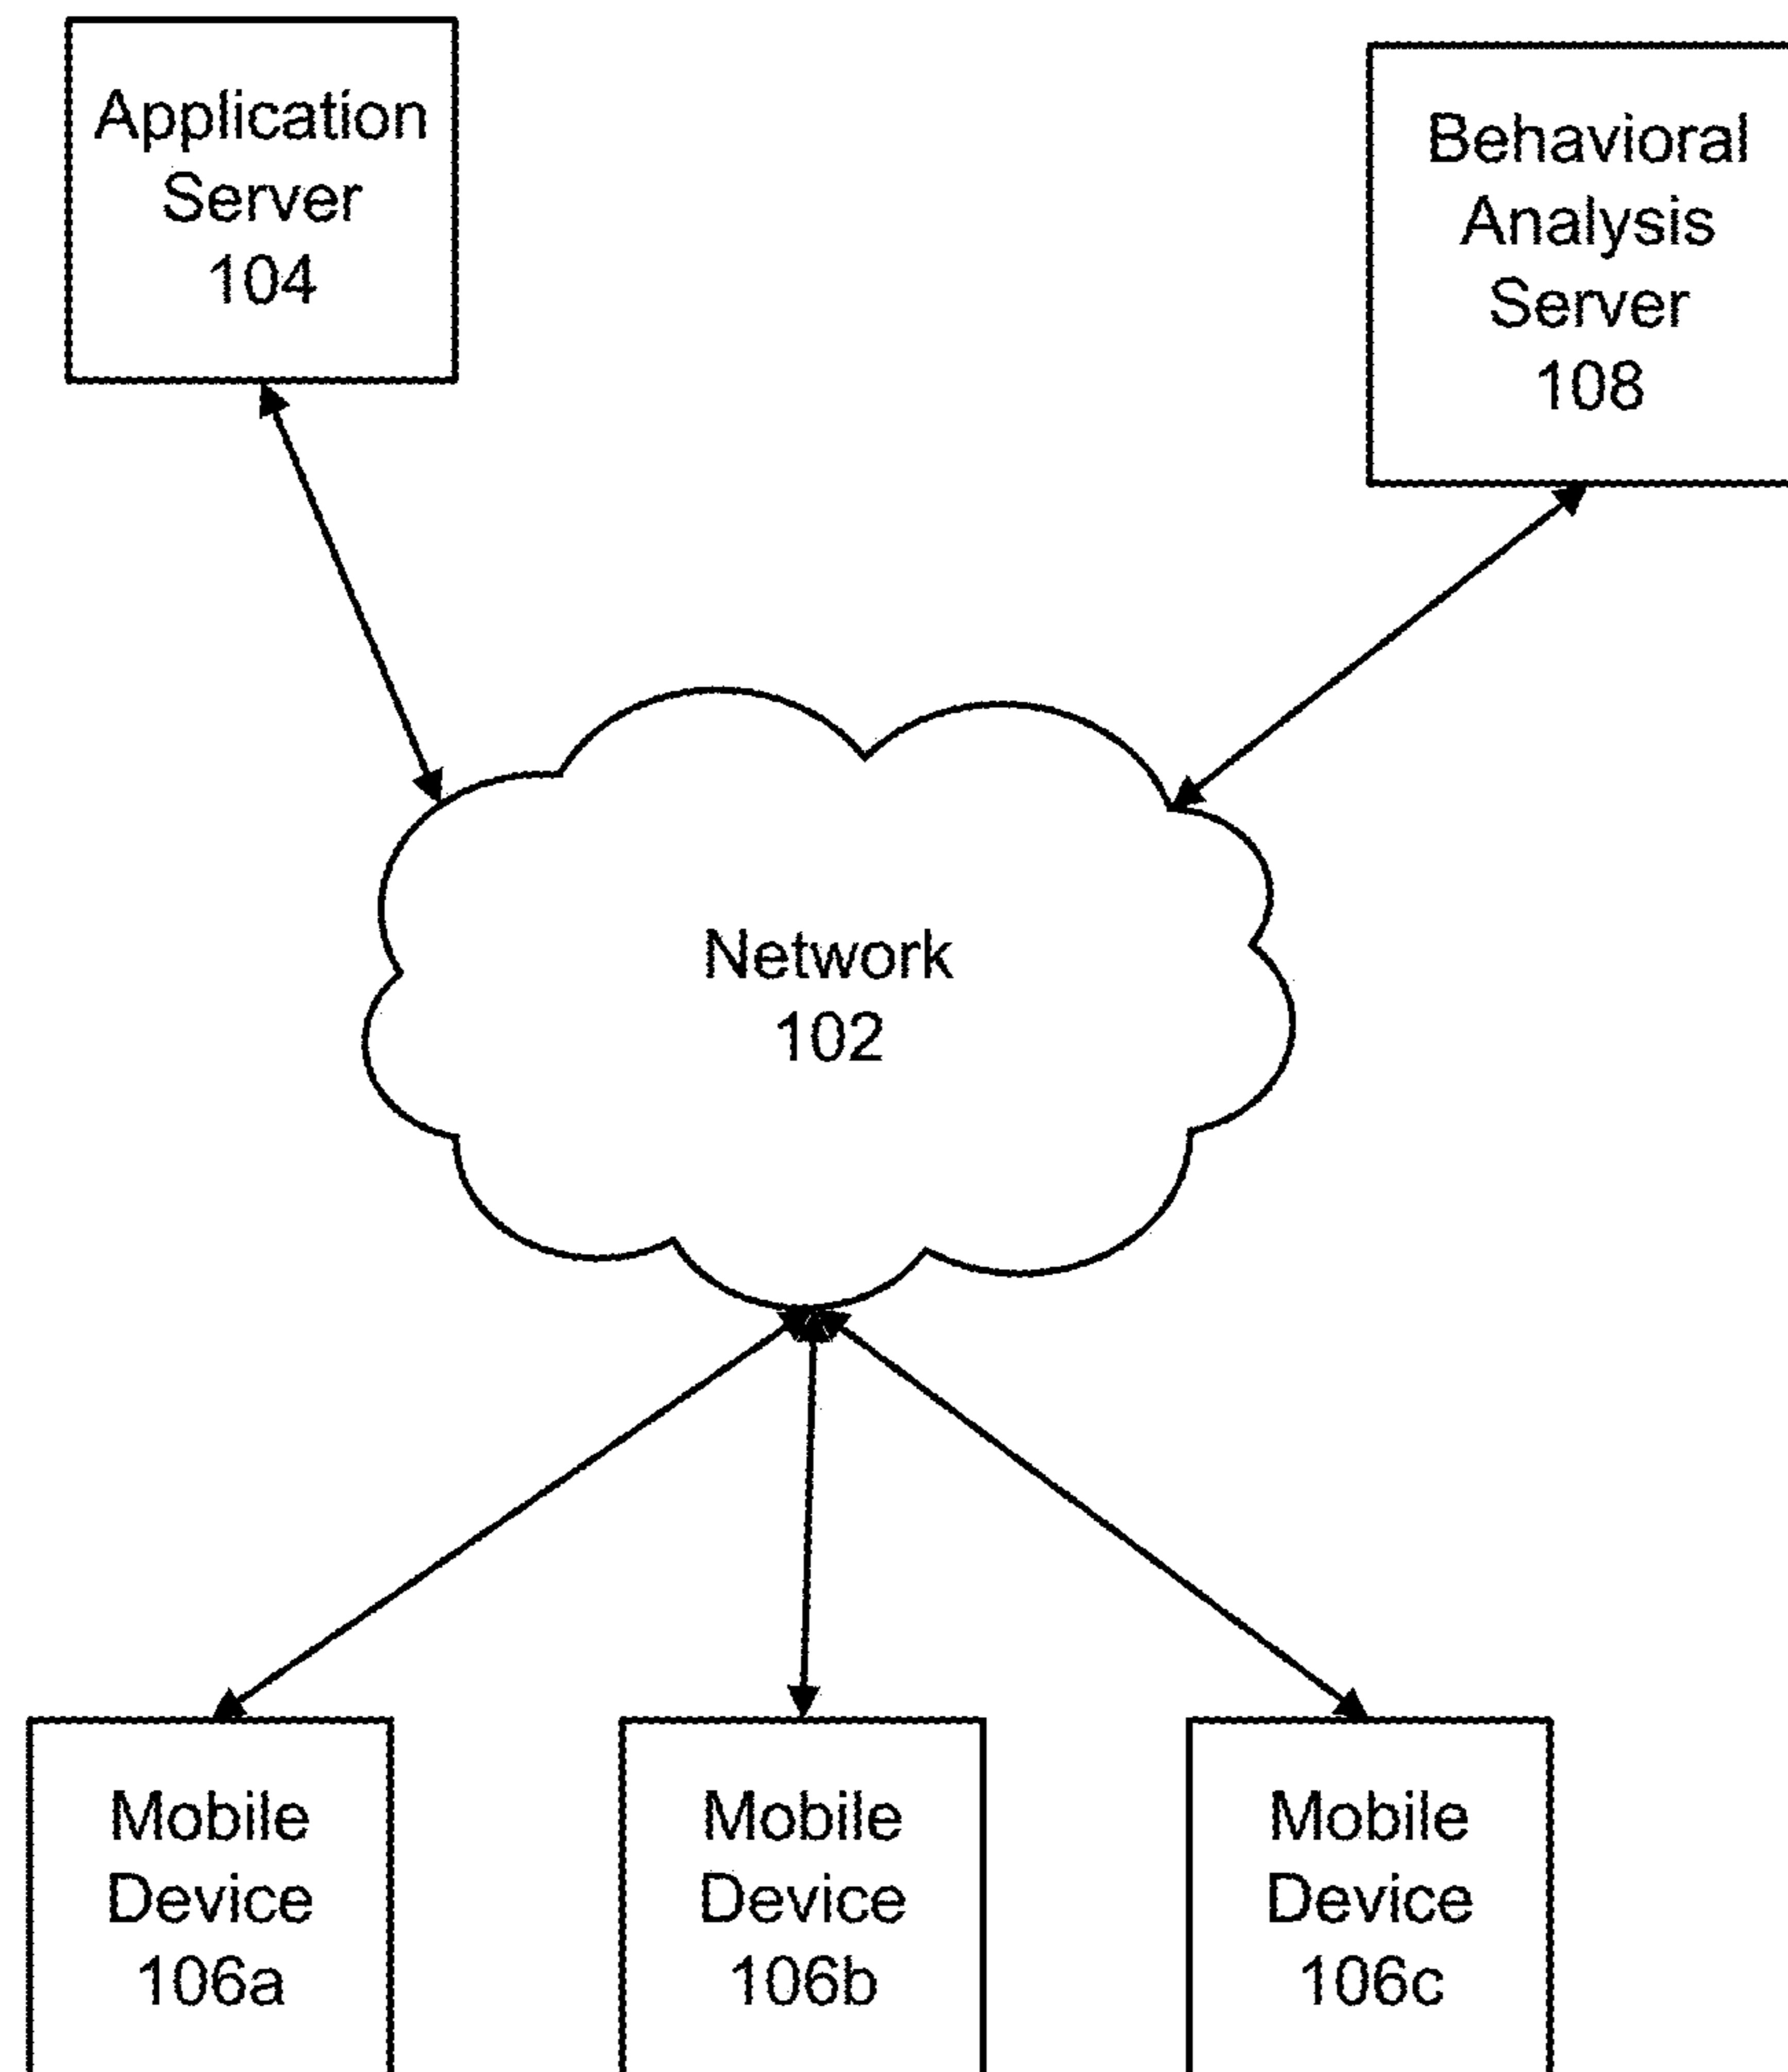 Application
Server
104
Behavioral
Analysis
Server
108
Network
102
Mobile
Device
106a
Mobile
Device
106b
Mobile
Device
106c